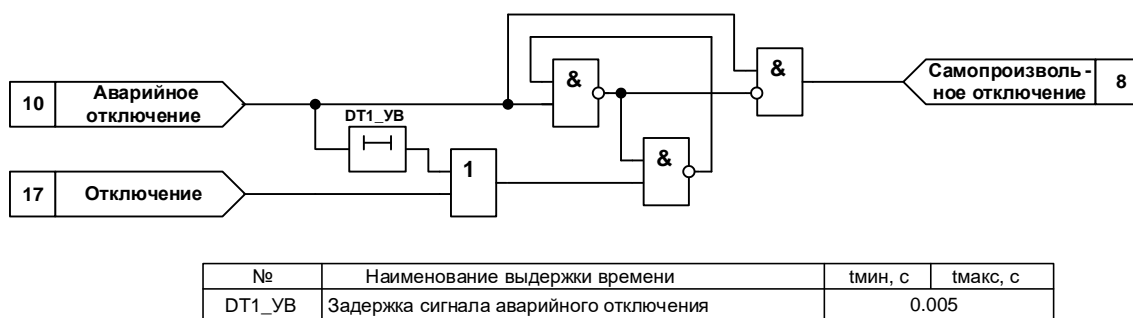 &
&
10
Аварийное
отключение
Самопроизволь -
ное отключение
8
DT1_УВ
&
1
17
Отключение
№
Наименование выдержки времени
tмин, с
tмакс, с
DT1_УВ
Задержка сигнала аварийного отключения
0.005